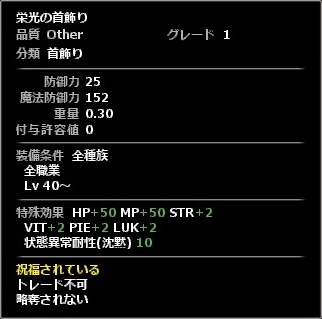 栄光の首飾り
品質 Other グレード 1
分類 首飾り
防御力 25
魔法防御力 152
重量 0.30
付与許容値 0
装備条件 全種族
全職業
Lv 40～
特殊効果 HP+50 MP+50 STR+2
VIT+2 PIE+2 LUK+2
状態異常耐性(沈黙) 10
祝福されている
トレード不可
略奪されない